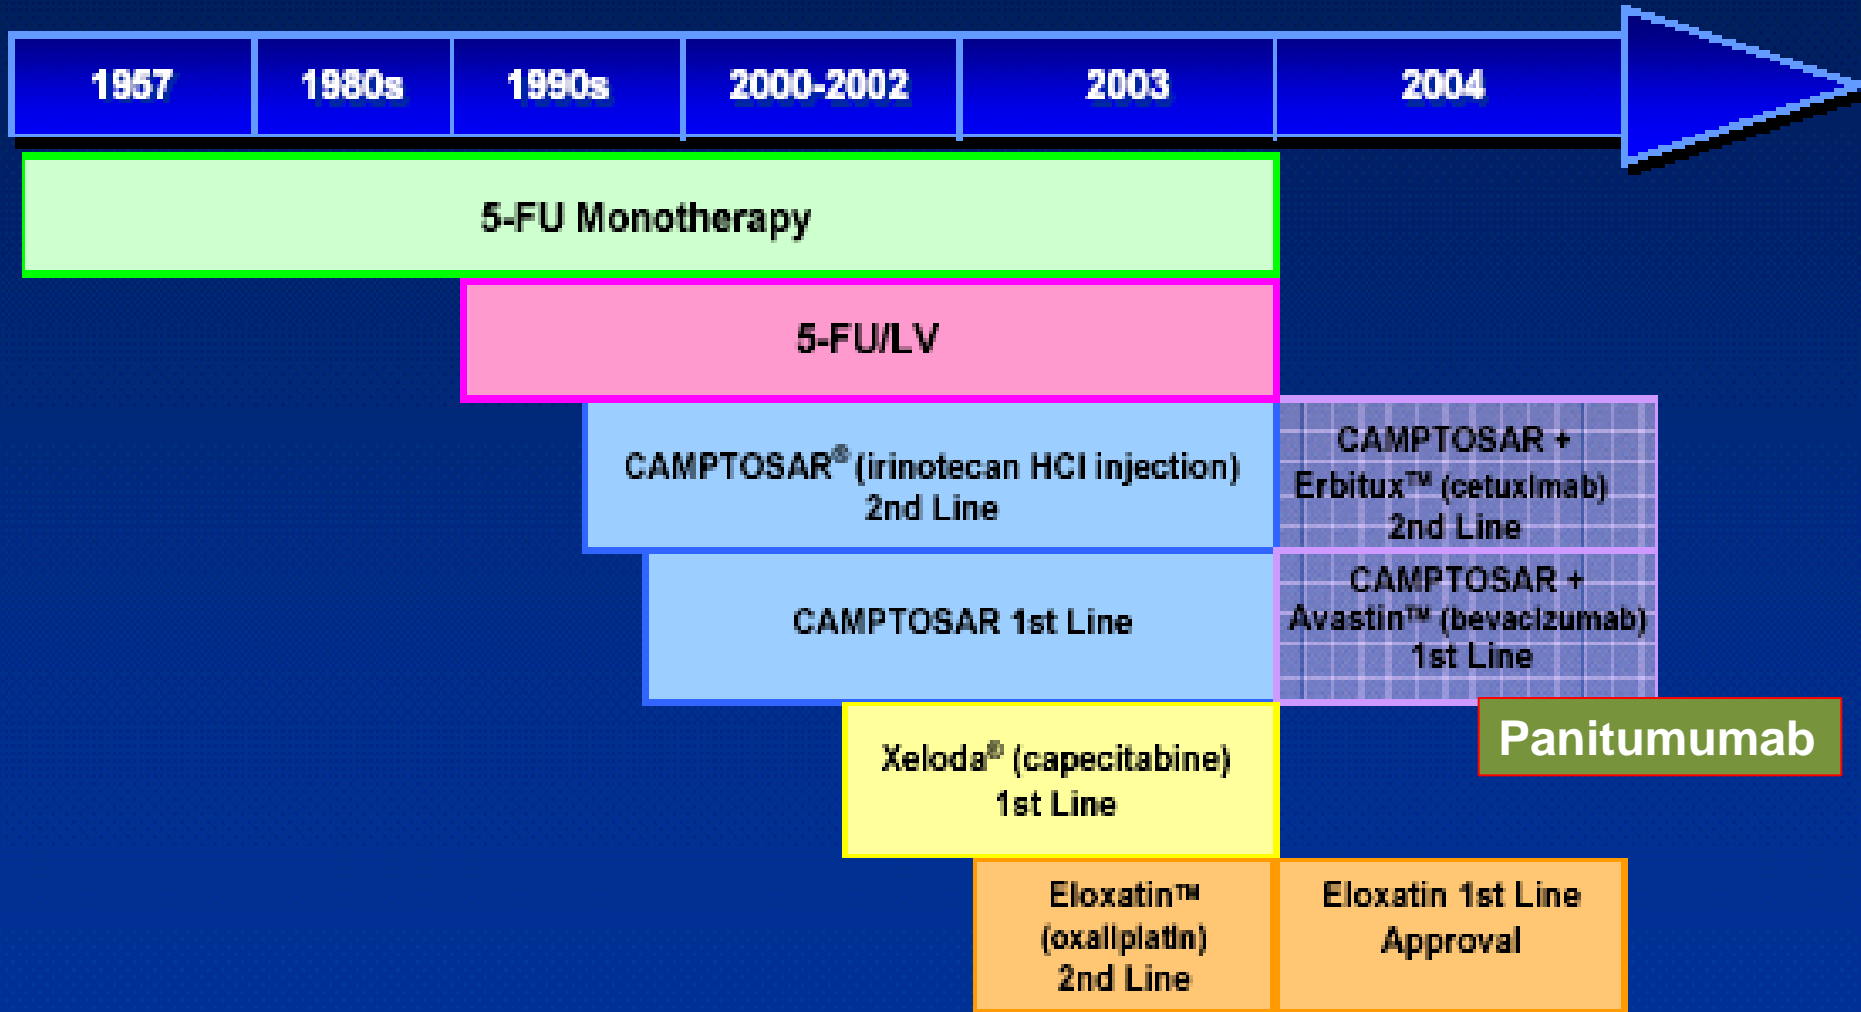 1957 1980s 1990s 2000-2002 2003 2004
5-FU Monotherapy
5-FU/LV
CAMPTOSAR® (irinotecan HCI injection)
2nd Line
CAMPTOSAR +
Erbitux™ (cetuximab)
2nd Line
CAMPTOSAR 1st Line
CAMPTOSAR +
Avastin™ (bevacizumab)
1st Line
Panitumumab
Xeloda® (capecitabine)
1st Line
Eloxatin™
(oxaliplatin)
2nd Line
Eloxatin 1st Line
Approval